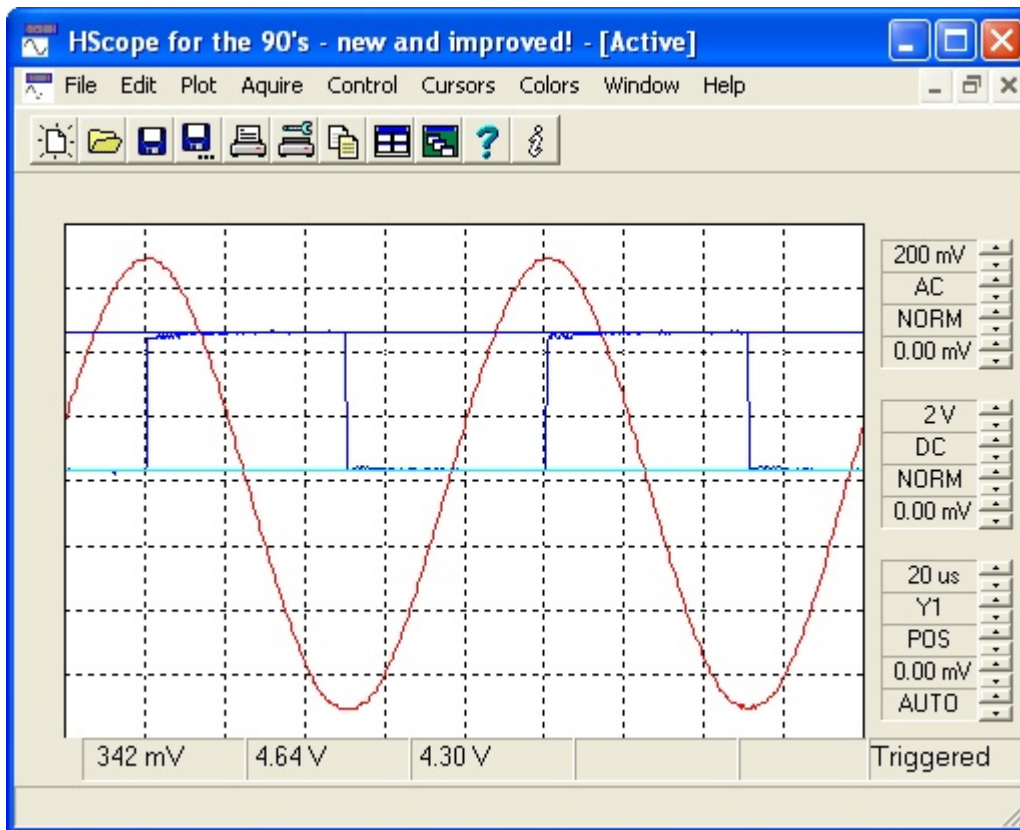 HScope for the 90's - new and improved! - [Active]
File Edit Plot Aquire Control Cursors Colors Window Help
200 mV
AC
NORM
0.00 mV
2 V
DC
NORM
0.00 mV
20 us
Y1
POS
0.00 mV
AUTO
342 mV 4.64 V 4.30 V Triggered